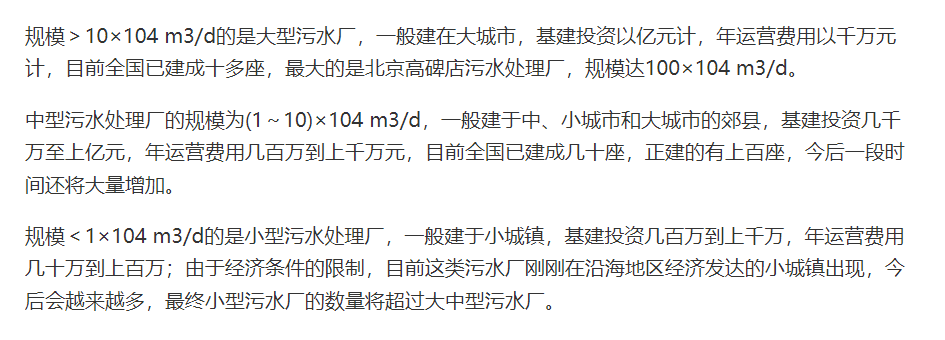 规模＞10×104 m3/d的是大型污水厂，一般建在大城市，基建投资以亿元计，年运营费用以千万元
计，目前全国已建成十多座，最大的是北京高碑店污水处理厂，规模达100×104 m3/d。
中型污水处理厂的规模为(1～10)×104 m3/d，一般建于中、小城市和大城市的郊县，基建投资几千
万至上亿元，年运营费用几百万到上千万元，目前全国已建成几十座，正建的有上百座，今后一段时
间还将大量增加。
规模＜1×104 m3/d的是小型污水处理厂，一般建于小城镇，基建投资几百万到上千万，年运营费用
几十万到上百万；由于经济条件的限制，目前这类污水厂刚刚在沿海地区经济发达的小城镇出现，今
后会越来越多，最终小型污水厂的数量将超过大中型污水厂。